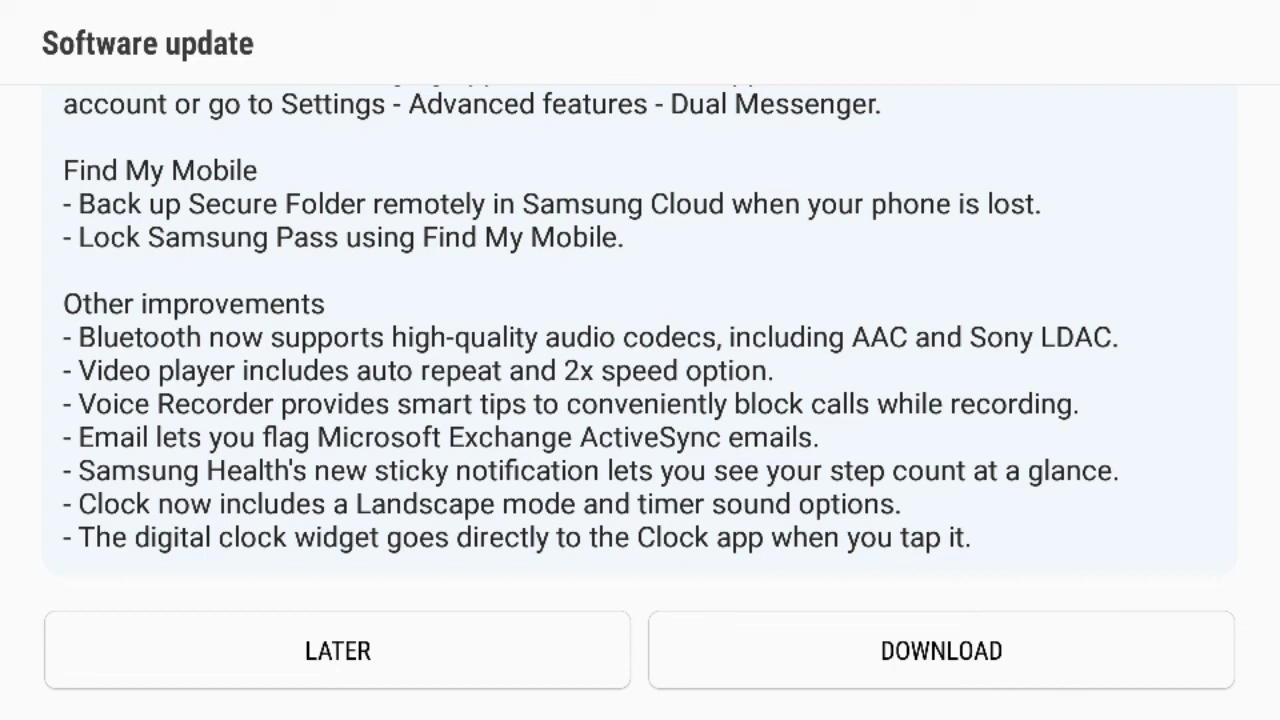 Software update
account or go to Settings - Advanced features - Dual Messenger.
Find My Mobile
- Back up Secure Folder remotely in Samsung Cloud when your phone is lost.
- Lock Samsung Pass using Find My Mobile.
Other improvements
- Bluetooth now supports high-quality audio codecs, including AAC and Sony LDAC.
- Video player includes auto repeat and 2x speed option.
- Voice Recorder provides smart tips to conveniently block calls while recording.
- Email lets you flag Microsoft Exchange ActiveSync emails.
- Samsung Health's new sticky notification lets you see your step count at a glance.
- Clock now includes a Landscape mode and timer sound options.
- The digital clock widget goes directly to the Clock app when you tap it.
LATER
DOWNLOAD